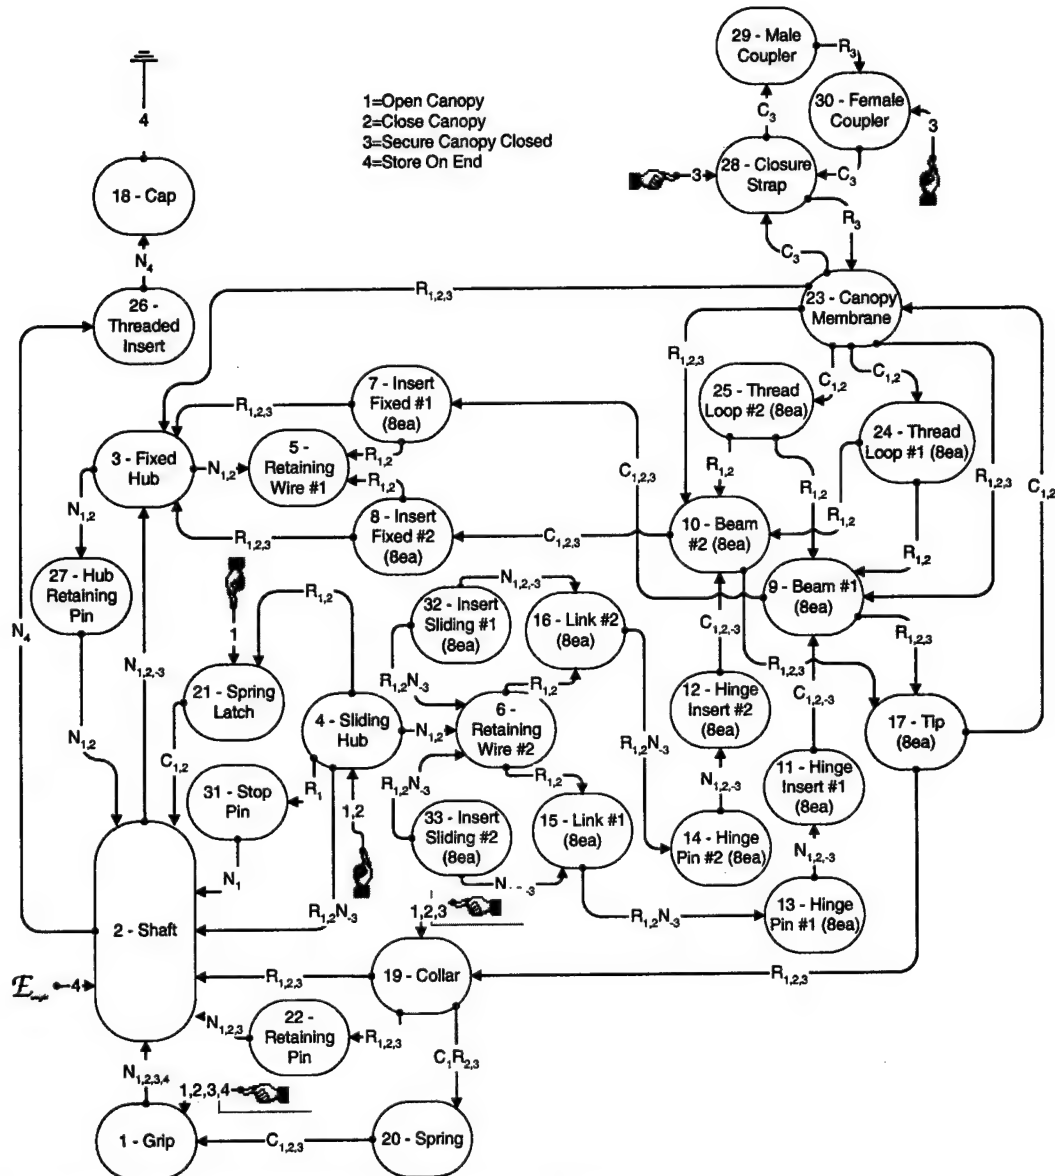 29 - Male
Coupler
R3
30 - Female
Coupler
1=Open Canopy
2=Close Canopy
3=Secure Canopy Closed
4=Store On End
4
C3
3
18 - Cap
28 - Closure
Strap
3
C3
R3
N4
C3
R1,2,3
26 -
Threaded
Insert
23 - Canopy
Membrane
R1,2,3
C1,2
C1,2
7 - Insert
Fixed #1
(8ea)
25 - Thread
Loop #2 (8ea)
R1,2,3
24 - Thread
Loop #1 (8ea)
3 - Fixed
Hub
N1,2
5 -
Retaining
Wire #1
R1,2
R1,2
C1,2,3
R1,2
R1,2
R1,2,3
C1,2
N1,2
8 - Insert
Fixed #2
(8ea)
R1,2,3
C1,2,3
10 - Beam
#2 (8ea)
R1,2
R1,2
27 - Hub
Retaining
Pin
9 - Beam #1
(8ea)
N4
N1,2,-3
1
R1,2
32 - Insert
Sliding #1
(8ea)
N1,2,-3
16 - Link #2
(8ea)
C1,2,-3
R1,2,3
R1,2,3
21 - Spring
Latch
R1,2N-3
R1,2
12 - Hinge
Insert #2
(8ea)
C1,2,-3
4 - Sliding
Hub
N1,2
6 -
Retaining
Wire #2
17 - Tip
(8ea)
N1,2
C1,2
R1,2N-3
R1,2N-3
R1,2
N1,2,-3
11 - Hinge
Insert #1
(8ea)
31 - Stop
Pin
R1
1,2
33 - Insert
Sliding #2
(8ea)
15 - Link #1
(8ea)
14 - Hinge
Pin #2 (8ea)
N1,2,-3
N1
N -3
13 - Hinge
Pin #1 (8ea)
2 - Shaft
R1,2N-3
1,2,3
R1,2N-3
19 - Collar
R1,2,3
R1,2,3
E weight
4
N1,2,3
22 -
Retaining
Pin
R1,2,3
C1R2,3
N1,2,3,4
1,2,3,4
1 - Grip
C1,2,3
20 - Spring